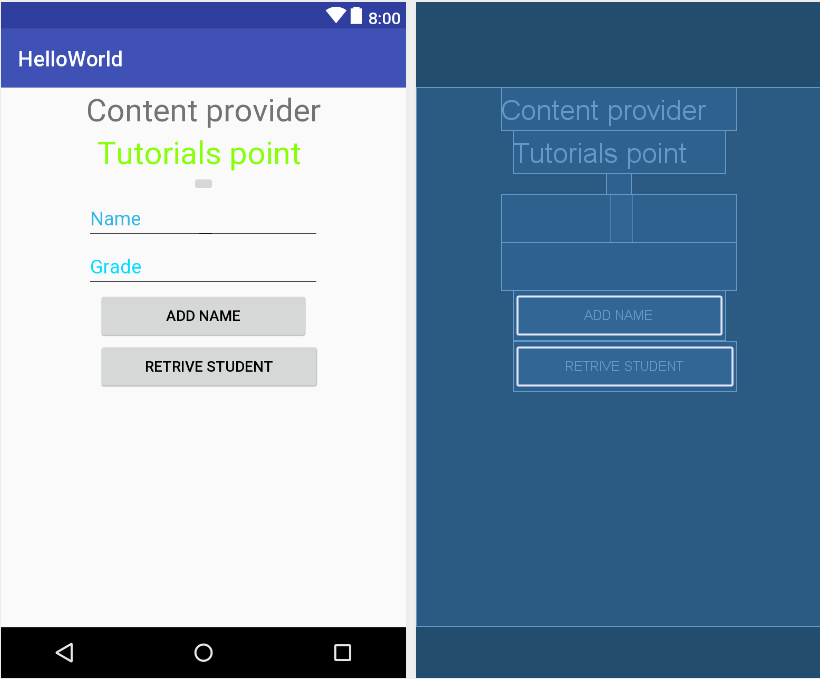 8:00
HelloWorld
Content provider
Tutorials point
Name
Grade
ADD NAME
RETRIVE STUDENT
Content provider
Tutorials point
ADD NAME
RETRIVE STUDENT